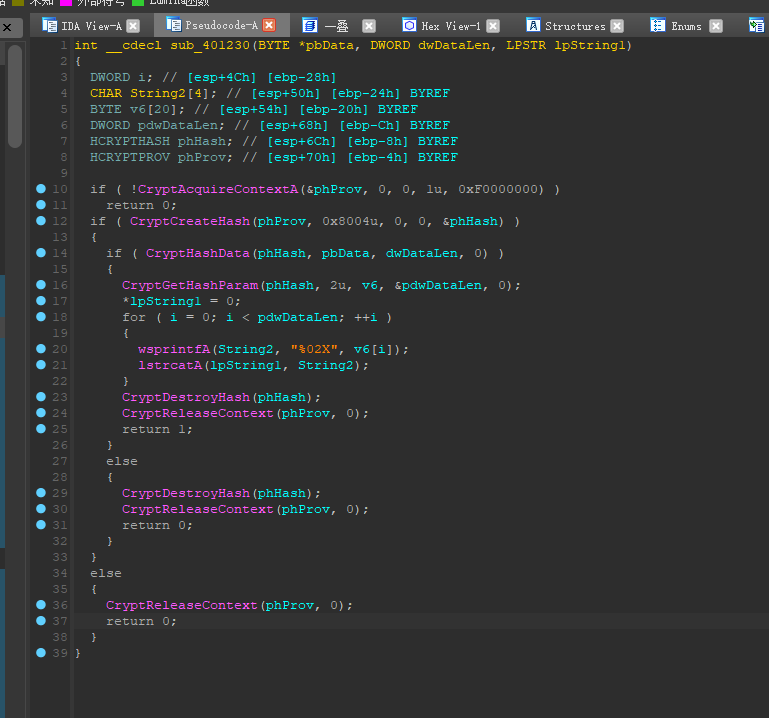 未知 外部符号 Lumina函数
IDA View-A Pseudocode-A 一叠 Hex View-1 Structures Enums
1 int __cdecl sub_401230(BYTE *pbData, DWORD dwDataLen, LPSTR lpString1)
2 {
3 DWORD i; // [esp+4Ch] [ebp-28h]
4 CHAR String2[4]; // [esp+50h] [ebp-24h] BYREF
5 BYTE v6[20]; // [esp+54h] [ebp-20h] BYREF
6 DWORD pdwDataLen; // [esp+68h] [ebp-Ch] BYREF
7 HCRYPTHASH phHash; // [esp+6Ch] [ebp-8h] BYREF
8 HCRYPTPROV phProv; // [esp+70h] [ebp-4h] BYREF
9
10 if ( !CryptAcquireContextA(&phProv, 0, 0, 1u, 0xF0000000) )
11 return 0;
12 if ( CryptCreateHash(phProv, 0x8004u, 0, 0, &phHash) )
13 {
14 if ( CryptHashData(phHash, pbData, dwDataLen, 0) )
15 {
16 CryptGetHashParam(phHash, 2u, v6, &pdwDataLen, 0);
17 *lpString1 = 0;
18 for ( i = 0; i < pdwDataLen; ++i )
19 {
20 wsprintfA(String2, "%02X", v6[i]);
21 lstrcatA(lpString1, String2);
22 }
23 CryptDestroyHash(phHash);
24 CryptReleaseContext(phProv, 0);
25 return 1;
26 }
27 else
28 {
29 CryptDestroyHash(phHash);
30 CryptReleaseContext(phProv, 0);
31 return 0;
32 }
33 }
34 else
35 {
36 CryptReleaseContext(phProv, 0);
37 return 0;
38 }
39 }